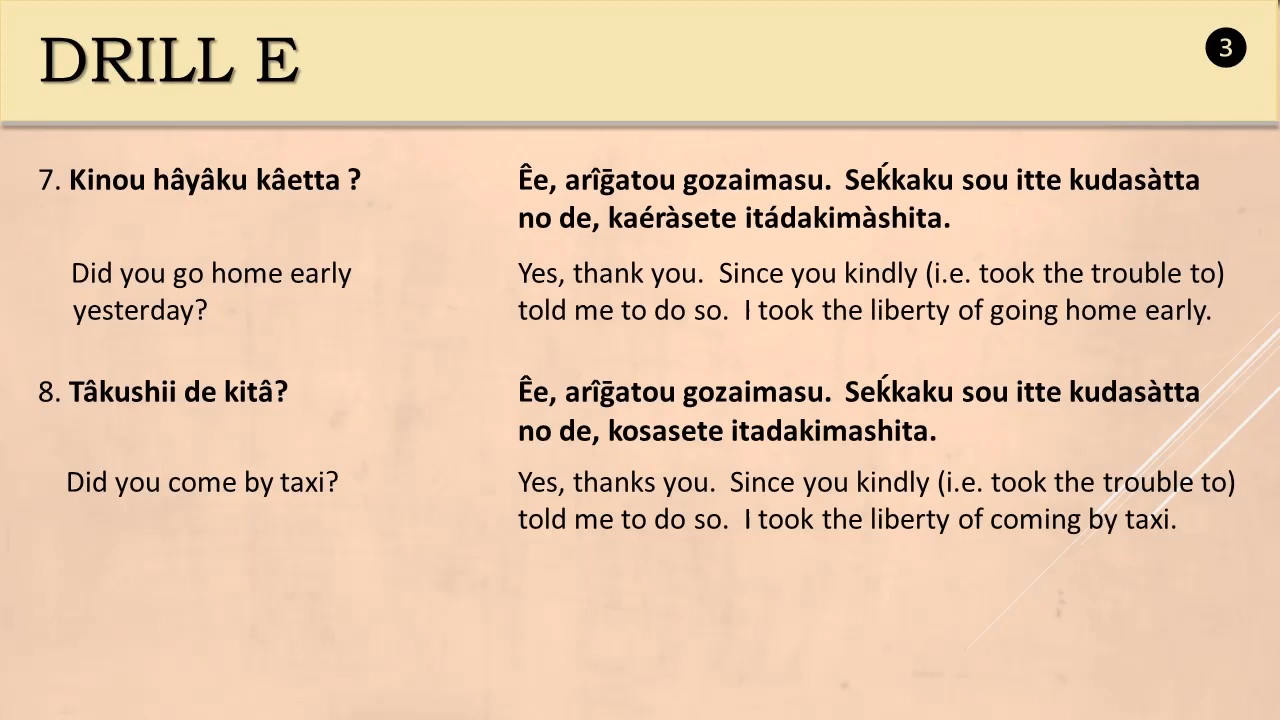 DRILL E
3
7. Kinou hâyâku kâetta ?
Êe, arîḡatou gozaimasu. Seḱkaku sou itte kudasàtta
no de, kaéràsete itádakimàshita.
Did you go home early
yesterday?
Yes, thank you. Since you kindly (i.e. took the trouble to)
told me to do so. I took the liberty of going home early.
8. Tâkushii de kitâ?
Êe, arîḡatou gozaimasu. Seḱkaku sou itte kudasàtta
no de, kosasete itadakimashita.
Did you come by taxi?
Yes, thanks you. Since you kindly (i.e. took the trouble to)
told me to do so. I took the liberty of coming by taxi.